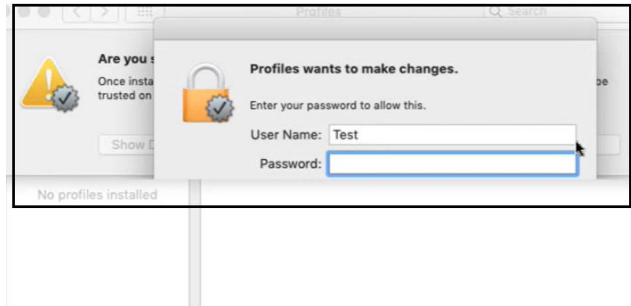 Profiles
Search
Are you s
Once insta
trusted on
be
Show D
Profiles wants to make changes.
Enter your password to allow this.
User Name: Test
Password:
No profiles installed